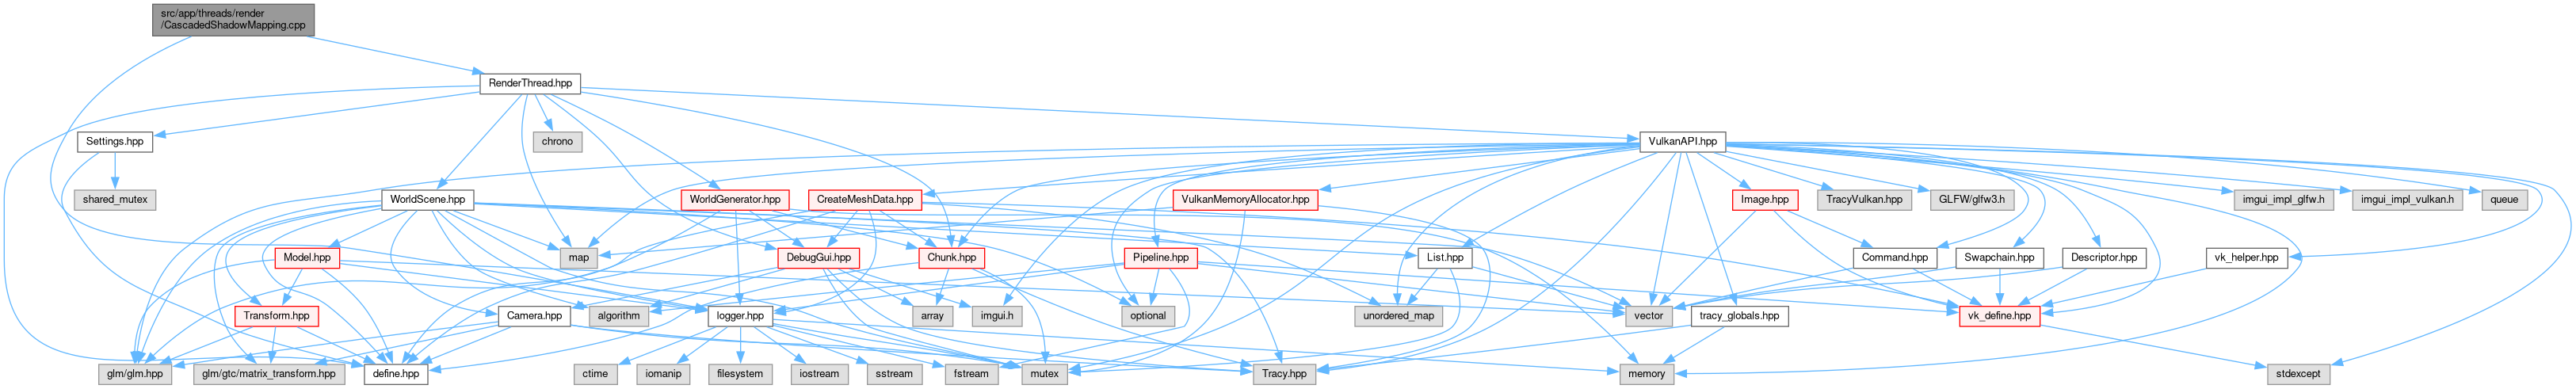 src/app/threads/render
/CascadedShadowMapping.cpp
RenderThread.hpp
Settings.hpp
chrono
VulkanAPI.hpp
shared_mutex
WorldScene.hpp
WorldGenerator.hpp
CreateMeshData.hpp
VulkanMemoryAllocator.hpp
Image.hpp
TracyVulkan.hpp
GLFW/glfw3.h
imgui_impl_glfw.h
imgui_impl_vulkan.h
queue
Model.hpp
map
DebugGui.hpp
Chunk.hpp
Pipeline.hpp
List.hpp
Command.hpp
Swapchain.hpp
Descriptor.hpp
vk_helper.hpp
Transform.hpp
Camera.hpp
algorithm
logger.hpp
array
imgui.h
optional
unordered_map
vector
tracy_globals.hpp
vk_define.hpp
glm/glm.hpp
glm/gtc/matrix_transform.hpp
define.hpp
ctime
iomanip
filesystem
iostream
sstream
fstream
mutex
Tracy.hpp
memory
stdexcept